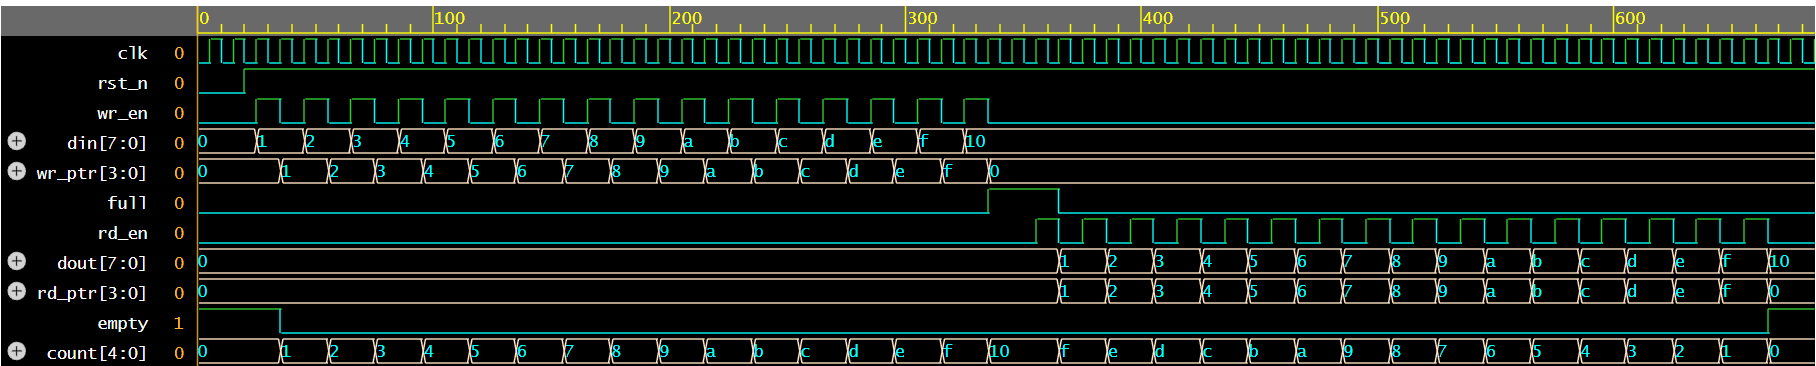 0 100 200 300 400 500 600
clk 0
rst_n 0
wr_en 0
din[7:0] 0 0 1 2 3 4 5 6 7 8 9 a b c d e f 10
wr_ptr[3:0] 0 0 1 2 3 4 5 6 7 8 9 a b c d e f 0
full 0
rd_en 0
dout[7:0] 0 0 1 2 3 4 5 6 7 8 9 a b c d e f 10
rd_ptr[3:0] 0 0 1 2 3 4 5 6 7 8 9 a b c d e f 0
empty 1
count[4:0] 0 0 1 2 3 4 5 6 7 8 9 a b c d e f 10 f e d c b a 9 8 7 6 5 4 3 2 1 0